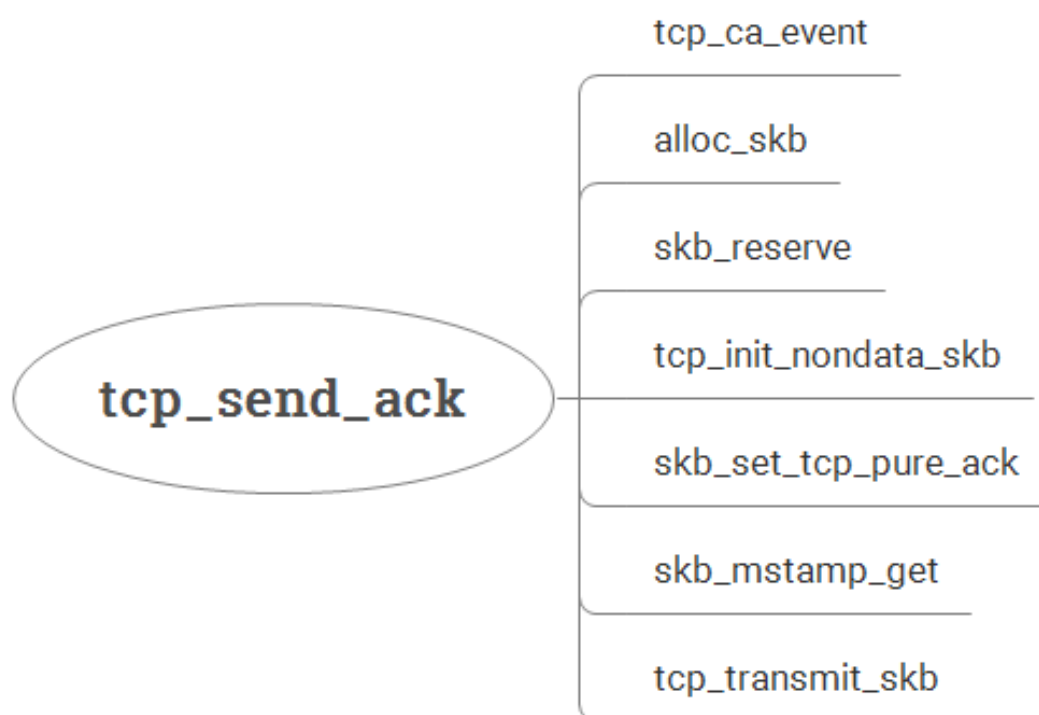 tcp_ca_event
alloc_skb
skb_reserve
tcp_send_ack
tcp_init_nondata_skb
skb_set_tcp_pure_ack
skb_mstamp_get
tcp_transmit_skb